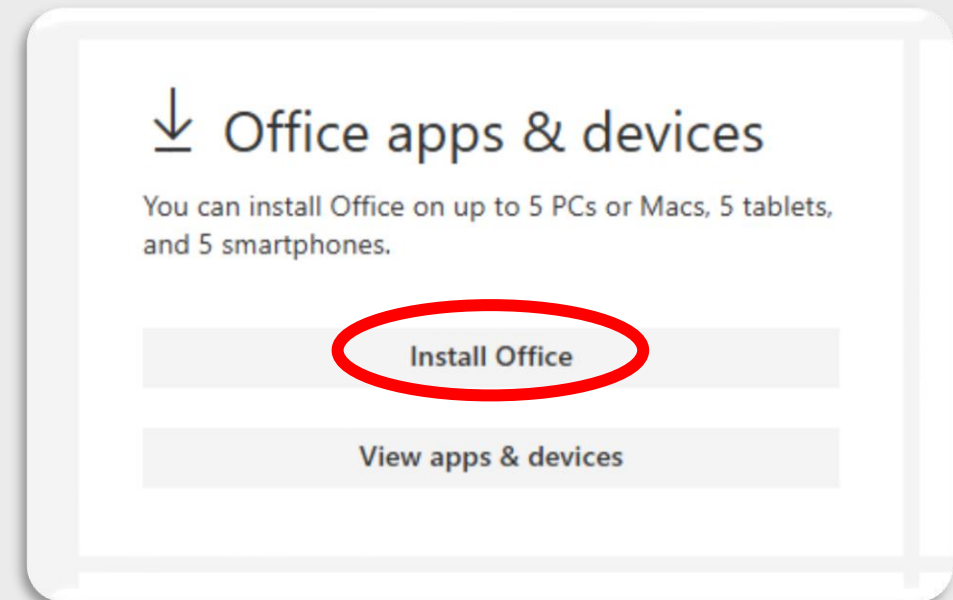 Office apps & devices
You can install Office on up to 5 PCs or Macs, 5 tablets,
and 5 smartphones.
Install Office
View apps & devices